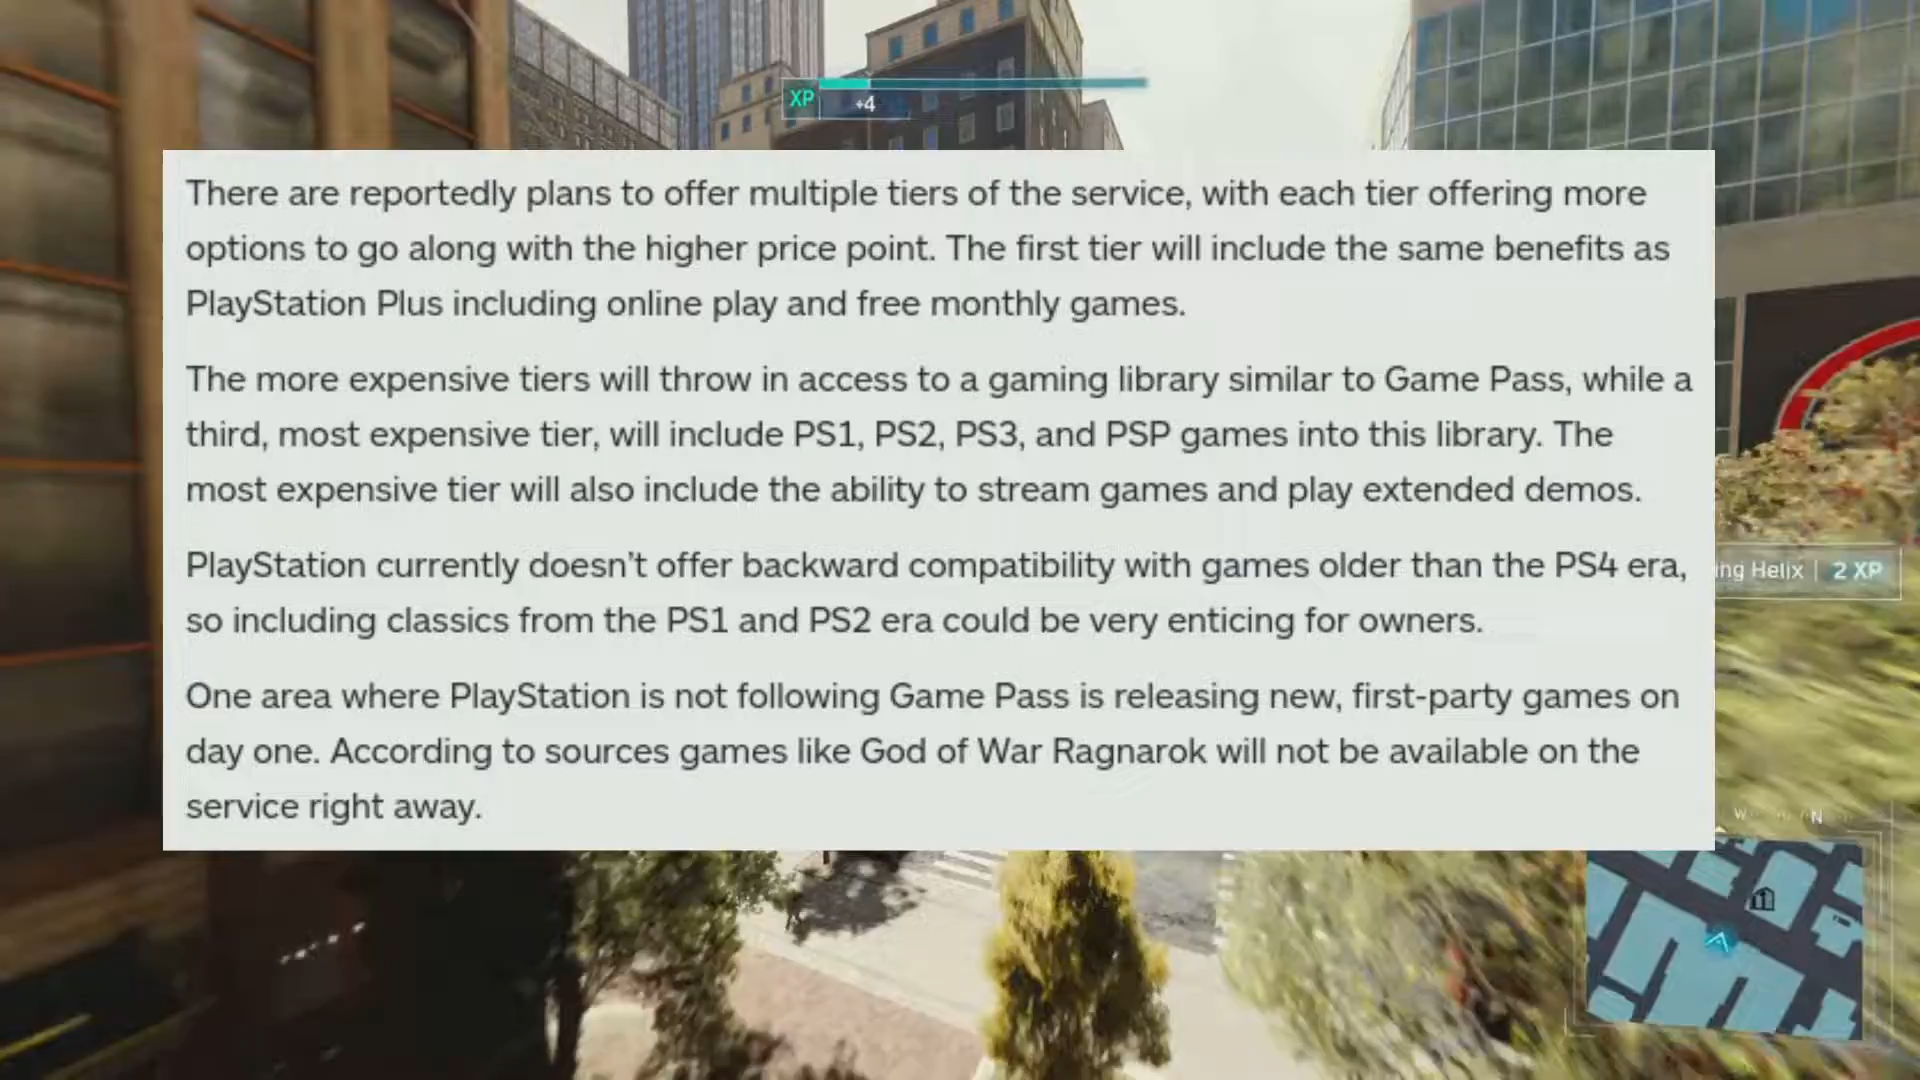 XP
+4
There are reportedly plans to offer multiple tiers of the service, with each tier offering more
options to go along with the higher price point. The first tier will include the same benefits as
PlayStation Plus including online play and free monthly games.
The more expensive tiers will throw in access to a gaming library similar to Game Pass, while a
third, most expensive tier, will include PS1, PS2, PS3, and PSP games into this library. The
most expensive tier will also include the ability to stream games and play extended demos.
PlayStation currently doesn't offer backward compatibility with games older than the PS4 era,
ing Helix | 2 XP
so including classics from the PS1 and PS2 era could be very enticing for owners.
One area where PlayStation is not following Game Pass is releasing new, first-party games on
day one. According to sources games like God of War Ragnarok will not be available on the
service right away.
W N